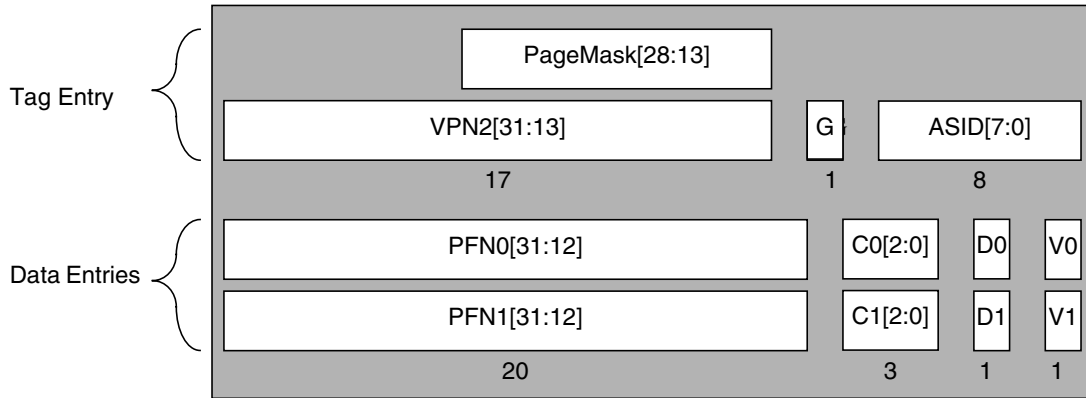 PageMask[28:13]
Tag Entry
VPN2[31:13] G ASID[7:0]
17 1 8
PFN0[31:12] C0[2:0] D0 V0
Data Entries
PFN1[31:12] C1[2:0] D1 V1
20 3 1 1